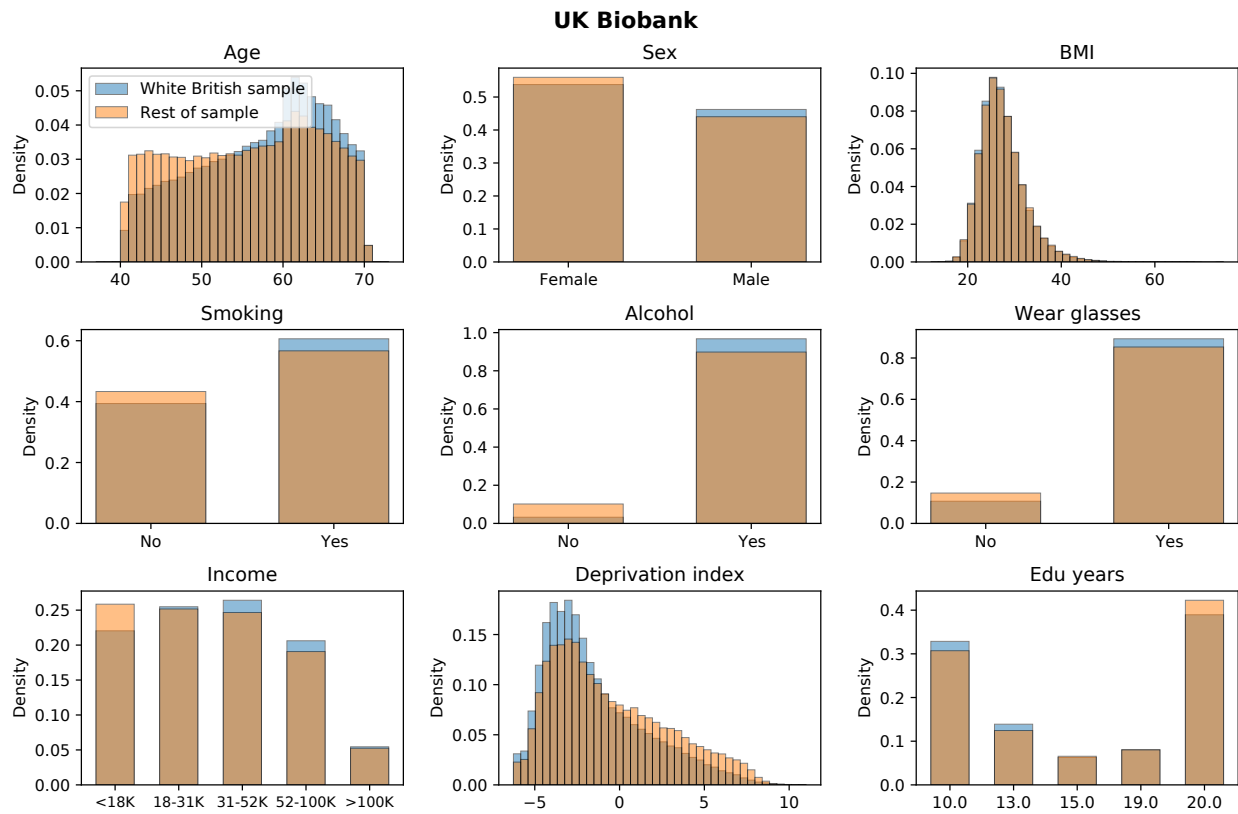 UK Biobank
Age
Density
0.05
0.04
0.03
0.02
0.01
0.00
White British sample
Rest of sample
40
50
60
70
Sex
Density
0.5
0.4
0.3
0.2
0.1
0.0
Female
Male
BMI
Density
0.10
0.08
0.06
0.04
0.02
0.00
20
40
60
Smoking
Density
0.6
0.4
0.2
0.0
No
Yes
Alcohol
Density
1.0
0.8
0.6
0.4
0.2
0.0
No
Yes
Wear glasses
Density
0.8
0.6
0.4
0.2
0.0
No
Yes
Income
Density
0.25
0.20
0.15
0.10
0.05
0.00
<18K
18-31K
31-52K
52-100K
>100K
Deprivation index
Density
0.15
0.10
0.05
0.00
−5
0
5
10
Edu years
Density
0.4
0.3
0.2
0.1
0.0
10.0
13.0
15.0
19.0
20.0